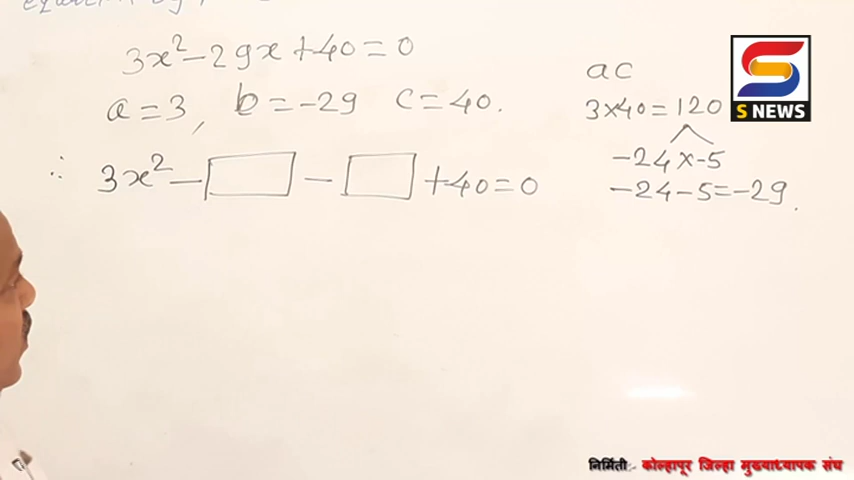 3x²-29x+40=0
a=3, b=-29 c=40.
∴ 3x²- - +40=0
ac
3×40=120
-24×-5
-24-5=-29.
S NEWS
निर्मिती:- कोल्हापूर जिल्हा मुख्याध्यापक संघ